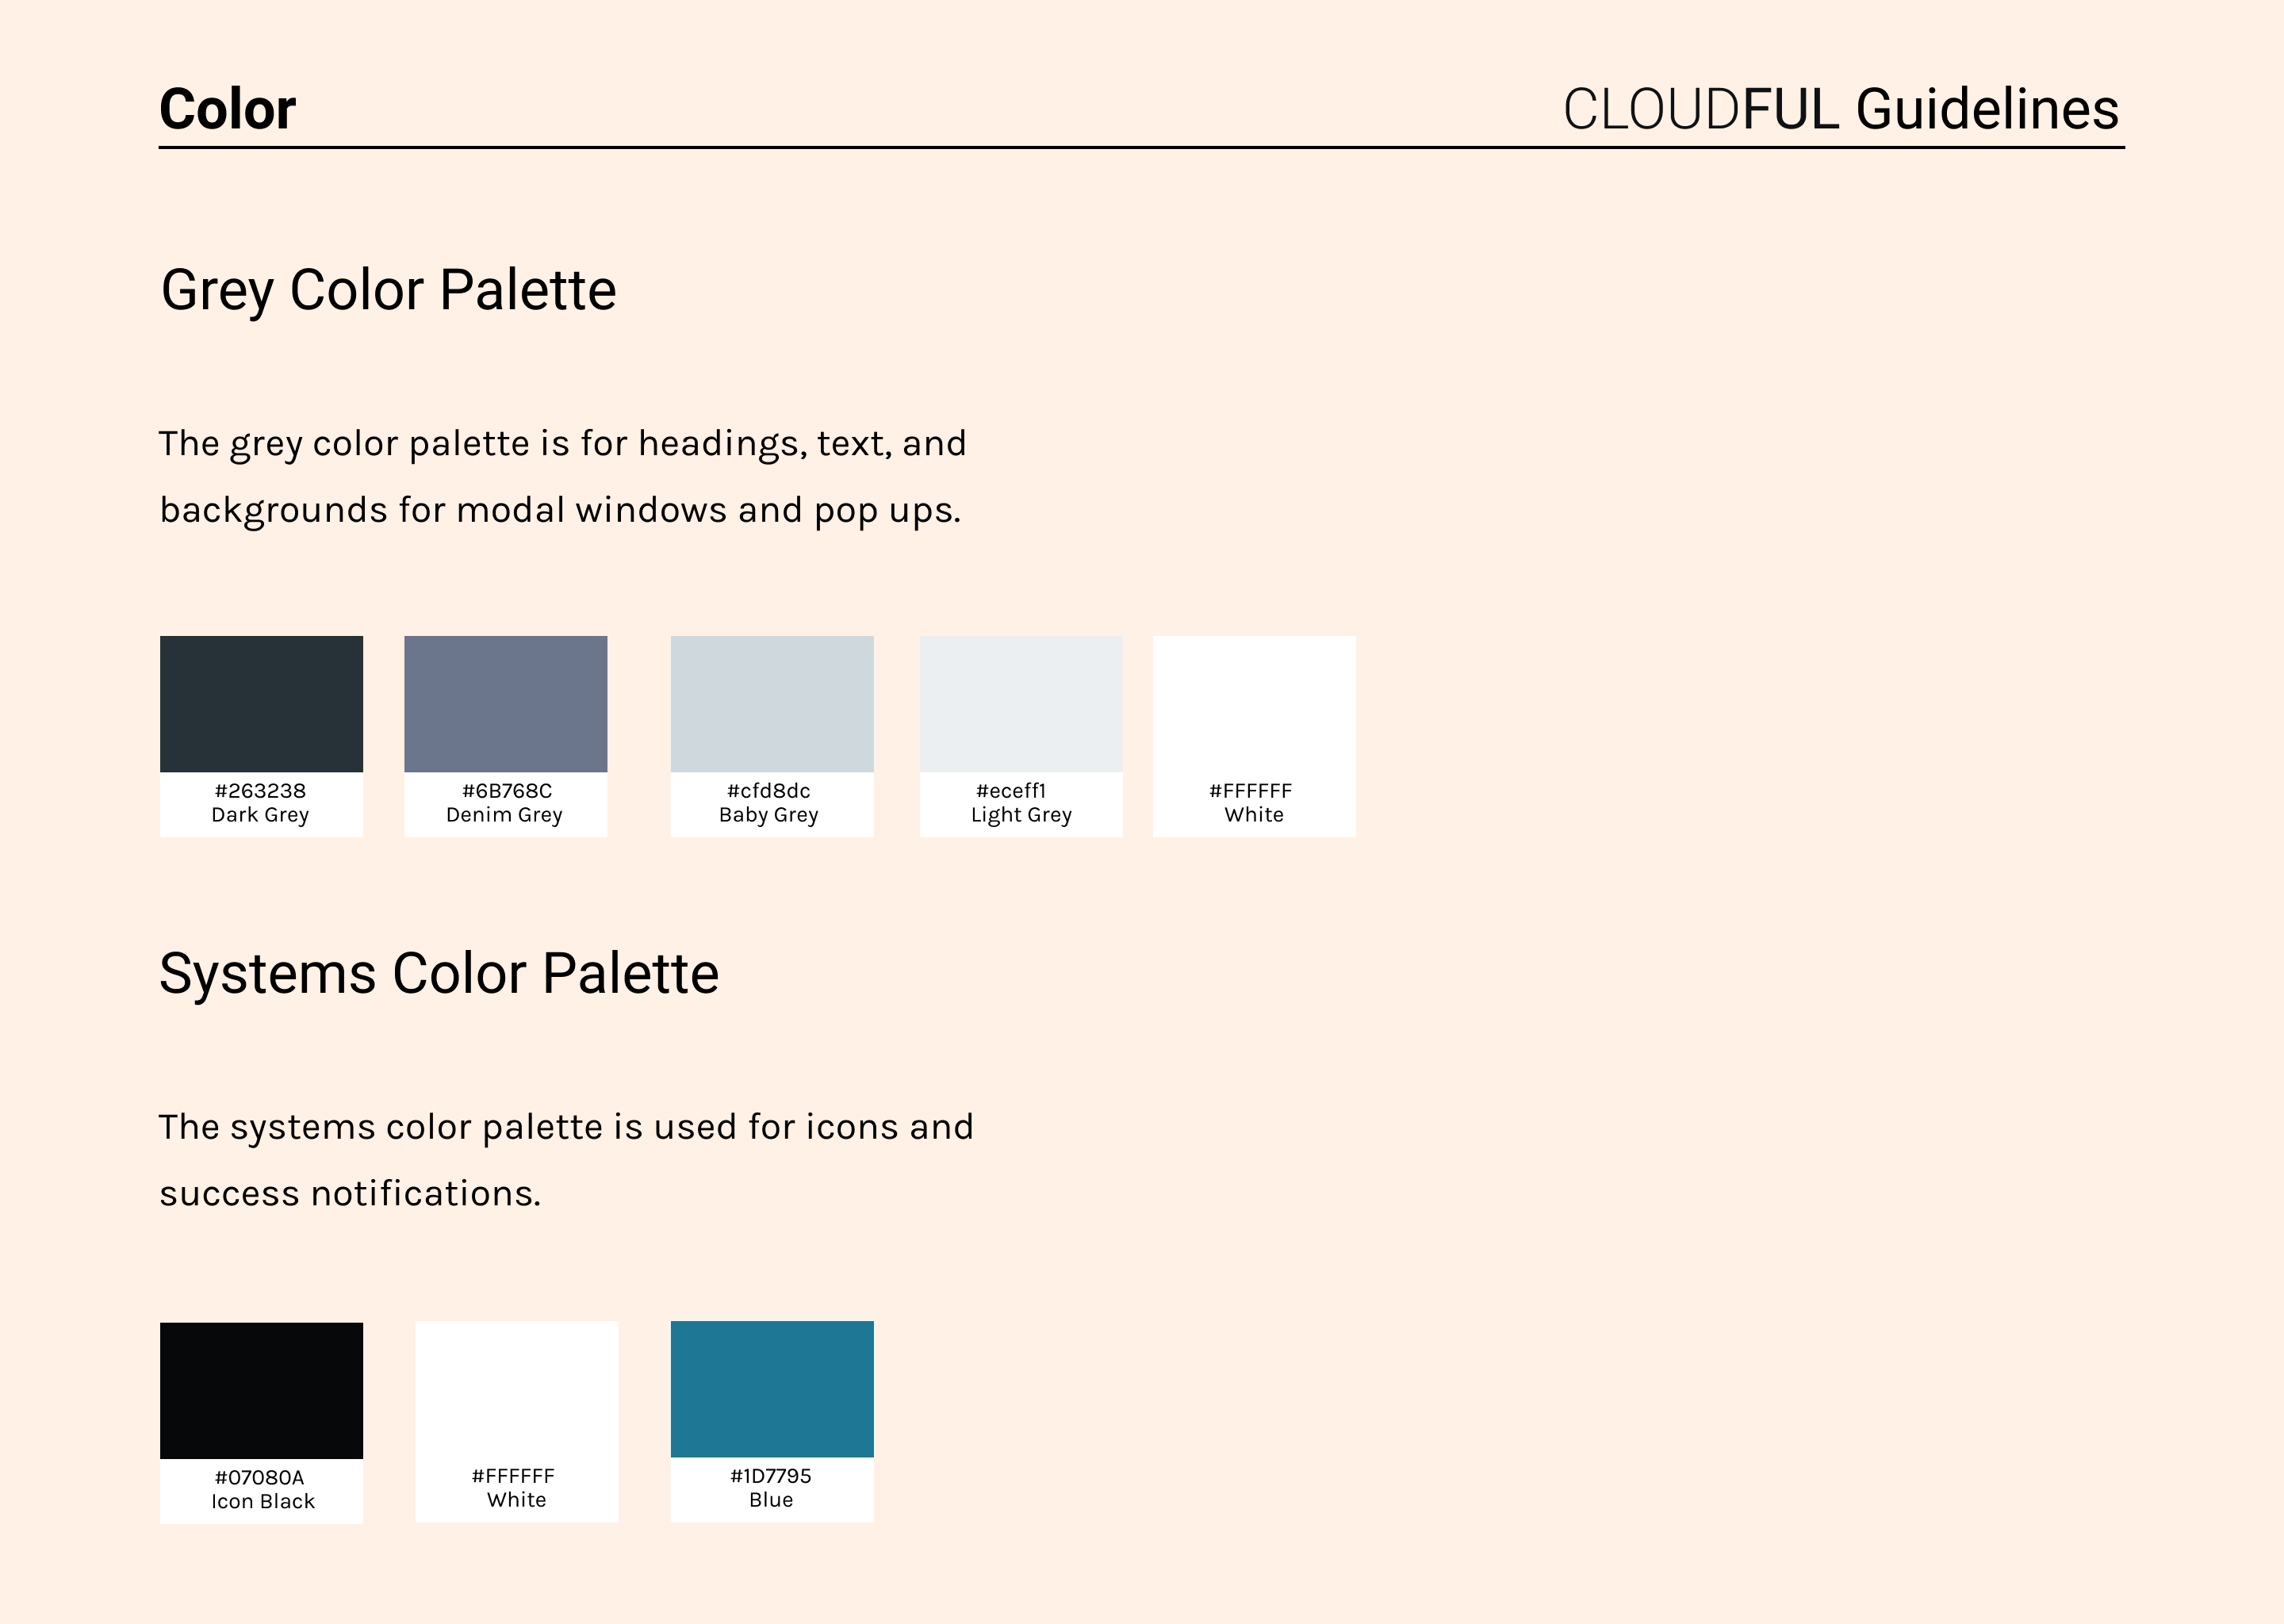 Color
CLOUDFUL Guidelines
Grey Color Palette
The grey color palette is for headings, text, and
backgrounds for modal windows and pop ups.
#263238
Dark Grey
#6B768C
Denim Grey
#cfd8dc
Baby Grey
#eceff1
Light Grey
#FFFFFF
White
Systems Color Palette
The systems color palette is used for icons and
success notifications.
#07080A
Icon Black
#FFFFFF
White
#1D7795
Blue